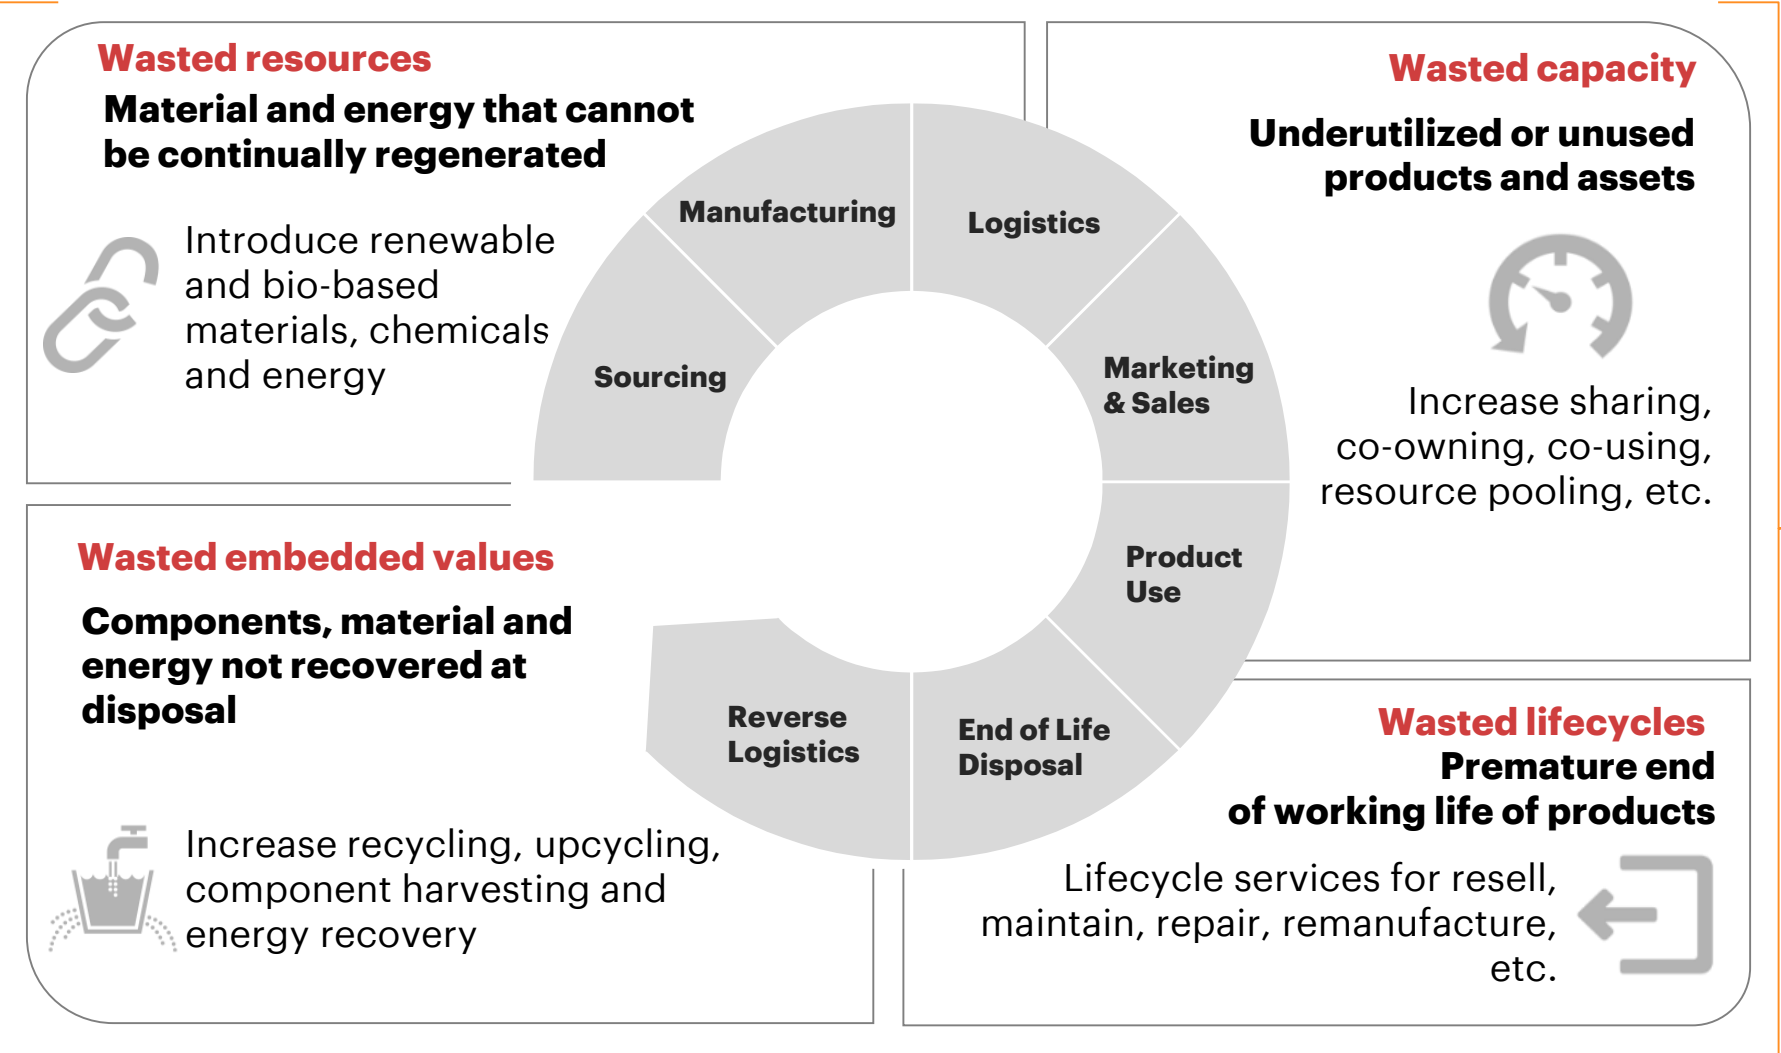 Wasted resources
Material and energy that cannot
be continually regenerated
Introduce renewable
and bio-based
materials, chemicals
and energy
Wasted capacity
Underutilized or unused
products and assets
Increase sharing,
co-owning, co-using,
resource pooling, etc.
Manufacturing
Logistics
Sourcing
Marketing
& Sales
Product
Use
End of Life
Disposal
Reverse
Logistics
Wasted embedded values
Components, material and
energy not recovered at
disposal
Increase recycling, upcycling,
component harvesting and
energy recovery
Wasted lifecycles
Premature end
of working life of products
Lifecycle services for resell,
maintain, repair, remanufacture,
etc.